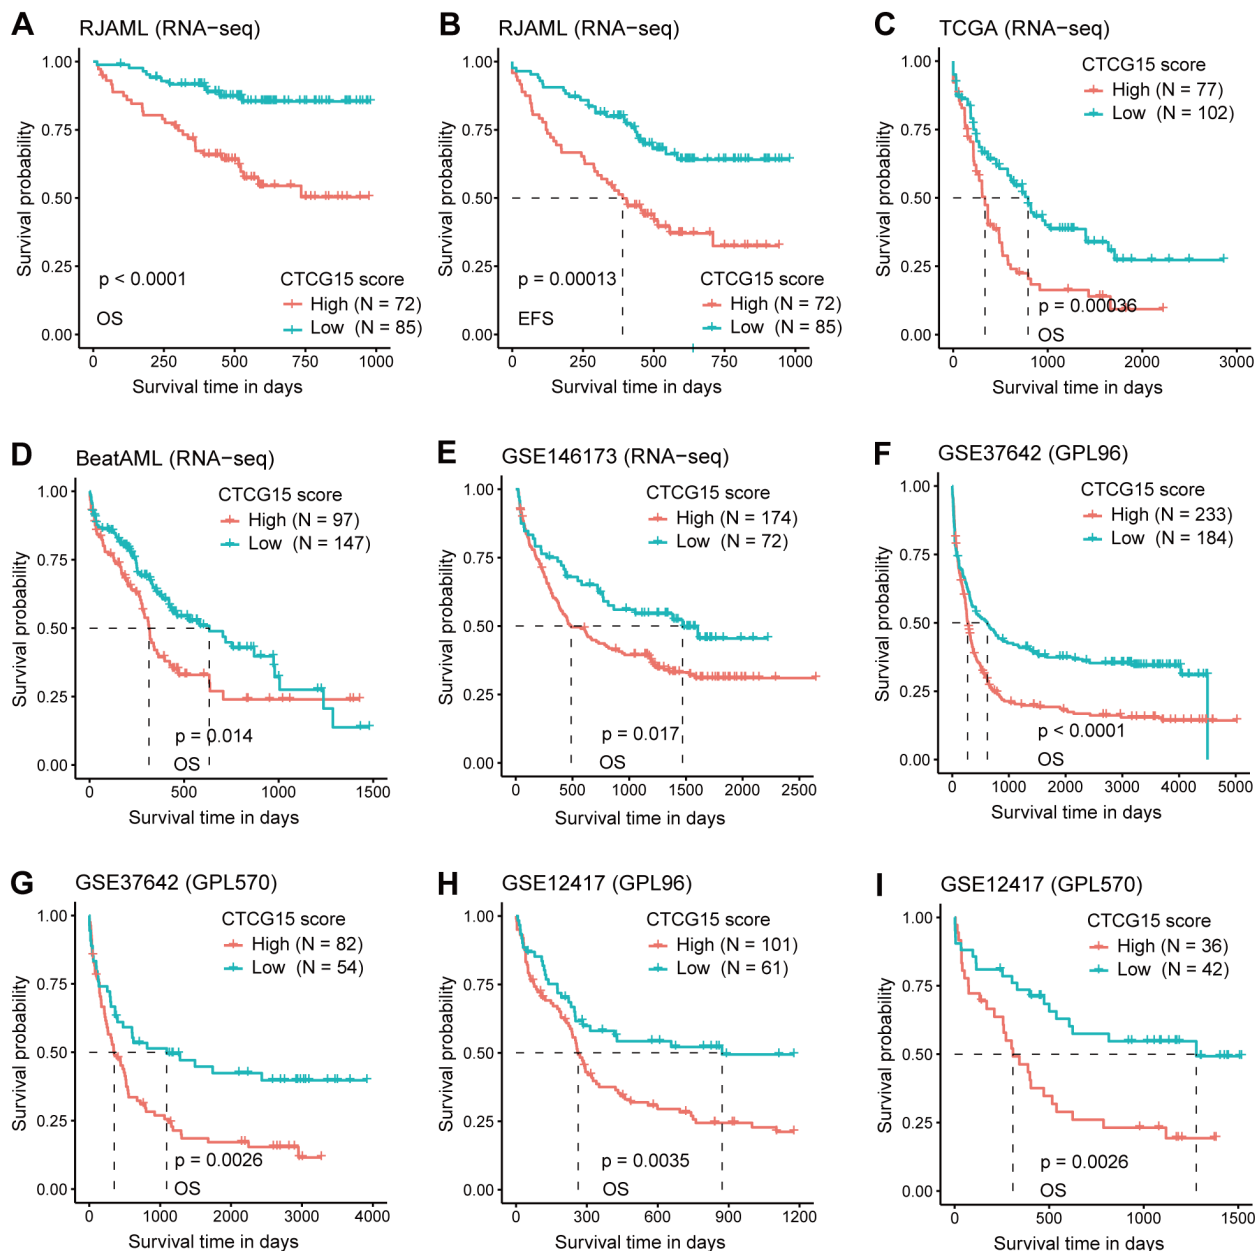 A
RJAML (RNA−seq)
Survival probability
1.00
0.75
0.50
0.25
0.00
p < 0.0001
OS
CTCG15 score
High (N = 72)
Low (N = 85)
0 250 500 750 1000
Survival time in days
B
RJAML (RNA−seq)
Survival probability
1.00
0.75
0.50
0.25
0.00
p = 0.00013
EFS
CTCG15 score
High (N = 72)
Low (N = 85)
0 250 500 750 1000
Survival time in days
C
TCGA (RNA−seq)
Survival probability
1.00
0.75
0.50
0.25
0.00
CTCG15 score
High (N = 77)
Low (N = 102)
p = 0.00036
OS
0 1000 2000 3000
Survival time in days
D
BeatAML (RNA−seq)
Survival probability
1.00
0.75
0.50
0.25
0.00
CTCG15 score
High (N = 97)
Low (N = 147)
p = 0.014
OS
0 500 1000 1500
Survival time in days
E
GSE146173 (RNA−seq)
Survival probability
1.00
0.75
0.50
0.25
0.00
CTCG15 score
High (N = 174)
Low (N = 72)
p = 0.017
OS
0 500 1000 1500 2000 2500
Survival time in days
F
GSE37642 (GPL96)
Survival probability
1.00
0.75
0.50
0.25
0.00
CTCG15 score
High (N = 233)
Low (N = 184)
p < 0.0001
OS
0 1000 2000 3000 4000 5000
Survival time in days
G
GSE37642 (GPL570)
Survival probability
1.00
0.75
0.50
0.25
0.00
CTCG15 score
High (N = 82)
Low (N = 54)
p = 0.0026
OS
0 1000 2000 3000 4000
Survival time in days
H
GSE12417 (GPL96)
Survival probability
1.00
0.75
0.50
0.25
0.00
CTCG15 score
High (N = 101)
Low (N = 61)
p = 0.0035
OS
0 300 600 900 1200
Survival time in days
I
GSE12417 (GPL570)
Survival probability
1.00
0.75
0.50
0.25
0.00
CTCG15 score
High (N = 36)
Low (N = 42)
p = 0.0026
OS
0 500 1000 1500
Survival time in days